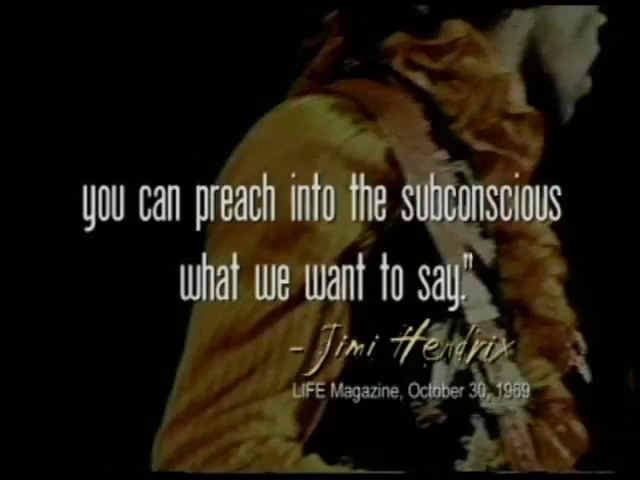 you can preach into the subconscious
what we want to say."
- Jimi Hendrix
LIFE Magazine, October 30, 1969